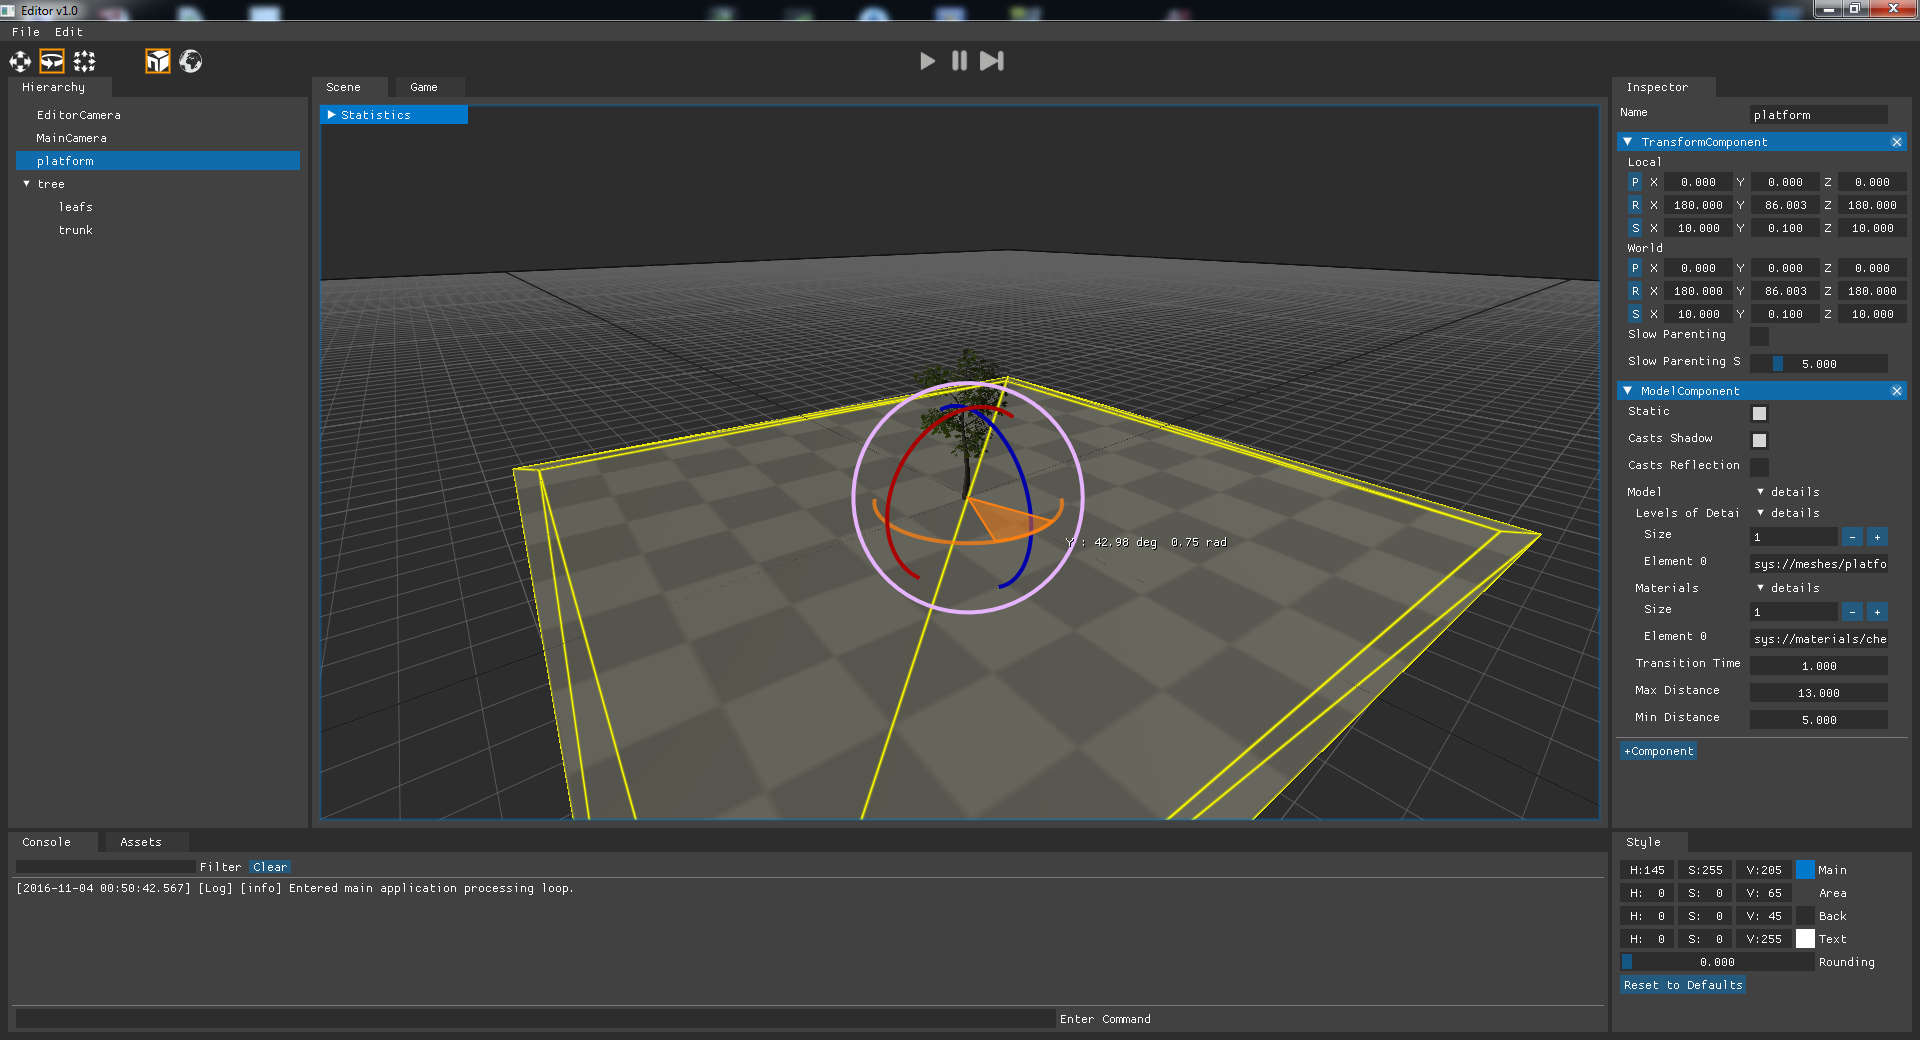 Editor v1.0
File Edit
Hierarchy
EditorCamera
MainCamera
platform
tree
leafs
trunk
Scene Game
Statistics
Y : 42.98 deg 0.75 rad
Inspector
Name platform
TransformComponent
Local
P X 0.000 Y 0.000 Z 0.000
R X 180.000 Y 86.003 Z 180.000
S X 10.000 Y 0.100 Z 10.000
World
P X 0.000 Y 0.000 Z 0.000
R X 180.000 Y 86.003 Z 180.000
S X 10.000 Y 0.100 Z 10.000
Slow Parenting
Slow Parenting S 5.000
ModelComponent
Static
Casts Shadow
Casts Reflection
Model details
Levels of Detai details
Size 1 - +
Element 0 sys://meshes/platfo
Materials details
Size 1 - +
Element 0 sys://materials/che
Transition Time 1.000
Max Distance 13.000
Min Distance 5.000
+Component
Console Assets
Filter Clear
[2016-11-04 00:50:42.567] [Log] [info] Entered main application processing loop.
Enter Command
Style
H:145 S:255 V:205 Main
H: 0 S: 0 V: 65 Area
H: 0 S: 0 V: 45 Back
H: 0 S: 0 V:255 Text
0.000 Rounding
Reset to Defaults